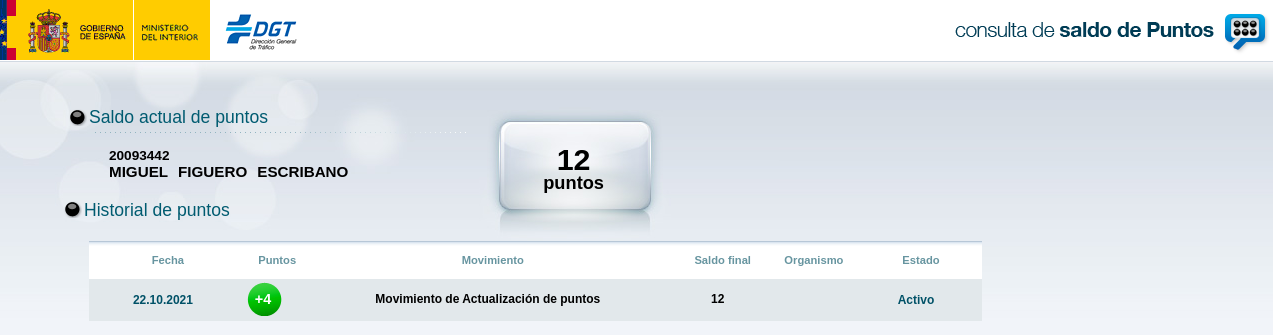 GOBIERNO
DE ESPAÑA
MINISTERIO
DEL INTERIOR
DGT
Dirección General
de Tráfico
consulta de saldo de Puntos
Saldo actual de puntos
20093442
MIGUEL FIGUERO ESCRIBANO
12
puntos
Historial de puntos
Fecha Puntos Movimiento Saldo final Organismo Estado
22.10.2021 +4 Movimiento de Actualización de puntos 12 Activo